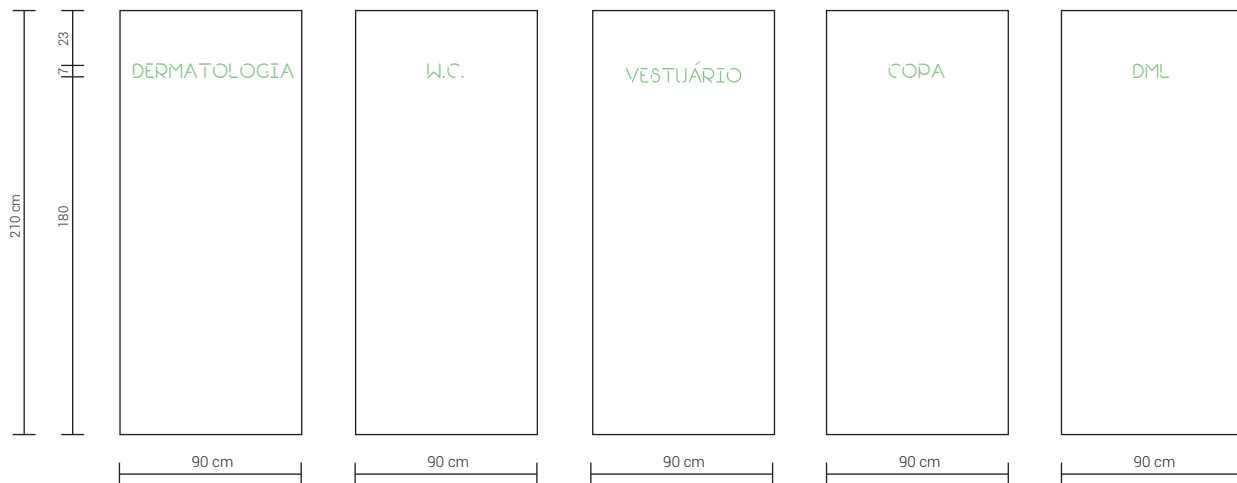 DERMATOLOGIA
W.C.
VESTUÁRIO
COPA
DML
23
7
180
210 cm
90 cm
90 cm
90 cm
90 cm
90 cm